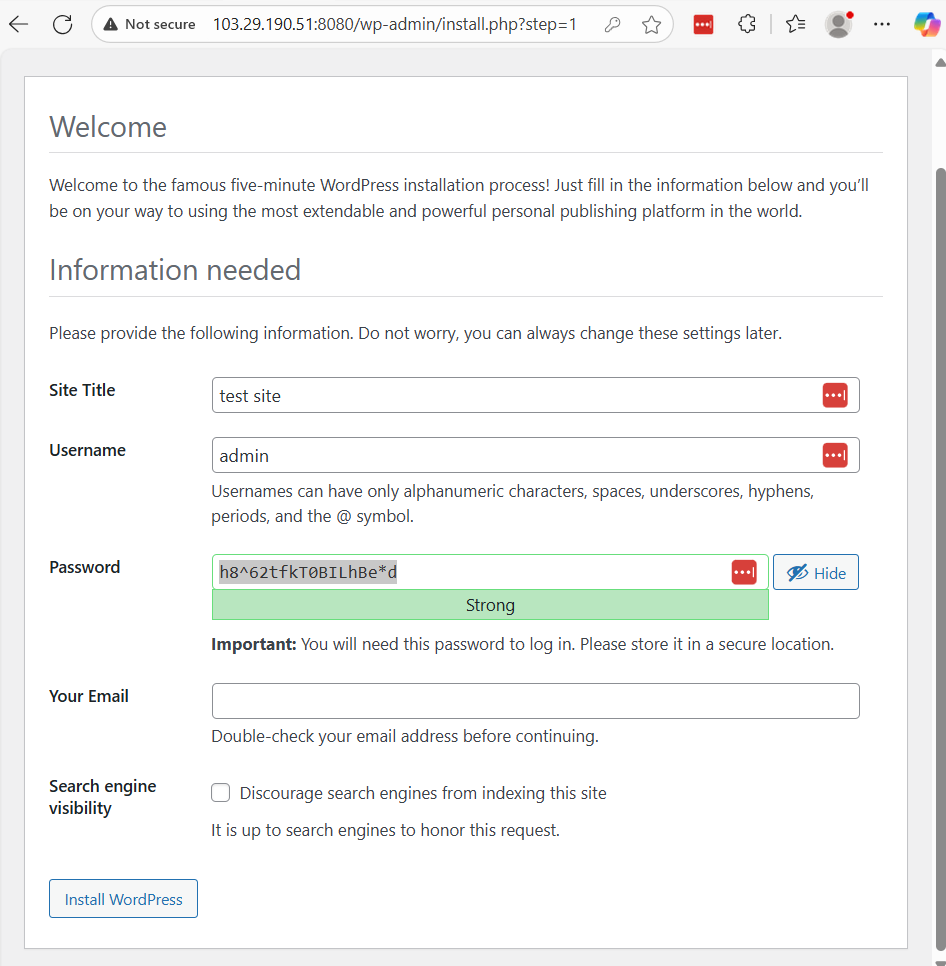 Not secure 103.29.190.51:8080/wp-admin/install.php?step=1
Welcome
Welcome to the famous five-minute WordPress installation process! Just fill in the information below and you’ll
be on your way to using the most extendable and powerful personal publishing platform in the world.
Information needed
Please provide the following information. Do not worry, you can always change these settings later.
Site Title
test site
Username
admin
Usernames can have only alphanumeric characters, spaces, underscores, hyphens,
periods, and the @ symbol.
Password
h8^62tfkT0BILhBe*d
Hide
Strong
Important: You will need this password to log in. Please store it in a secure location.
Your Email
Double-check your email address before continuing.
Search engine
visibility
Discourage search engines from indexing this site
It is up to search engines to honor this request.
Install WordPress